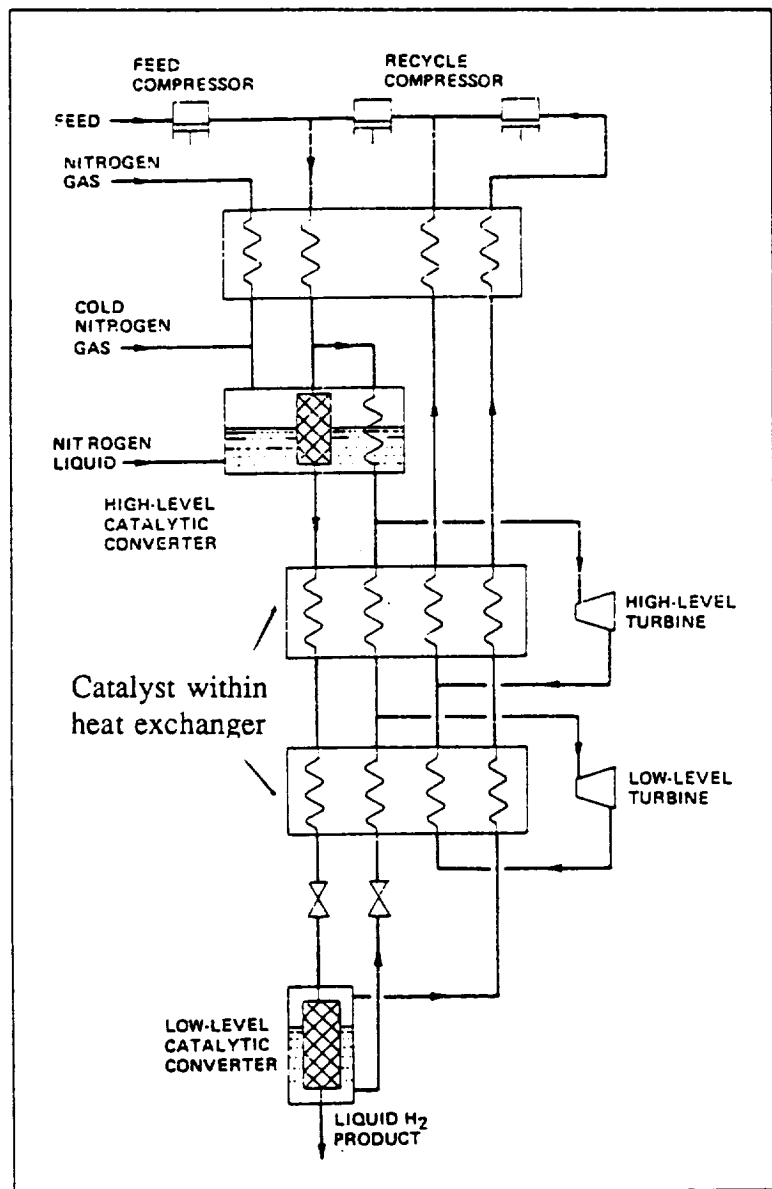 FEED
COMPRESSOR
RECYCLE
COMPRESSOR
FEED
NITROGEN
GAS
COLD
NITROGEN
GAS
NITROGEN
LIQUID
HIGH-LEVEL
CATALYTIC
CONVERTER
HIGH-LEVEL
TURBINE
Catalyst within
heat exchanger
LOW-LEVEL
TURBINE
LOW-LEVEL
CATALYTIC
CONVERTER
LIQUID H₂
PRODUCT